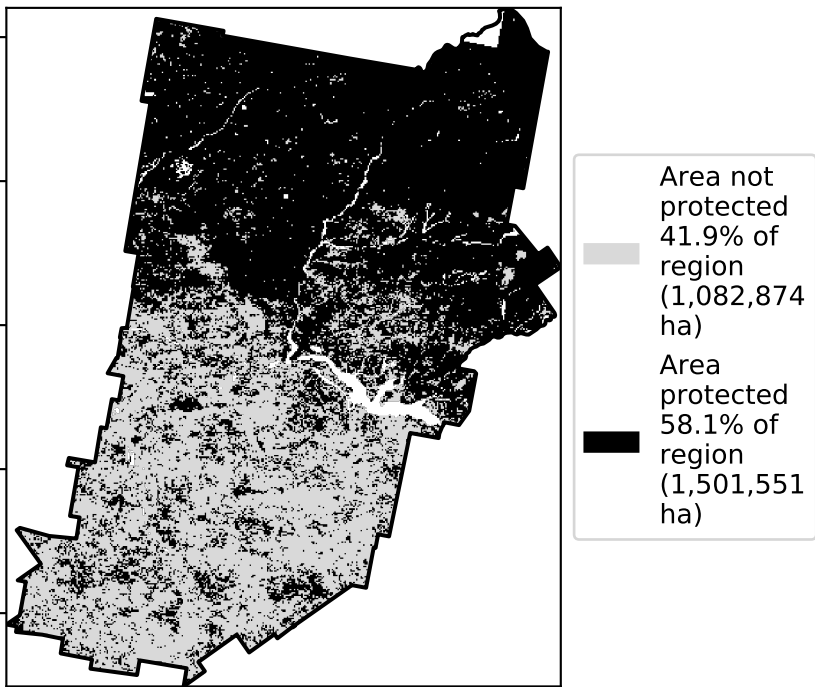 Area not
protected
41.9% of
region
(1,082,874
ha)
Area
protected
58.1% of
region
(1,501,551
ha)